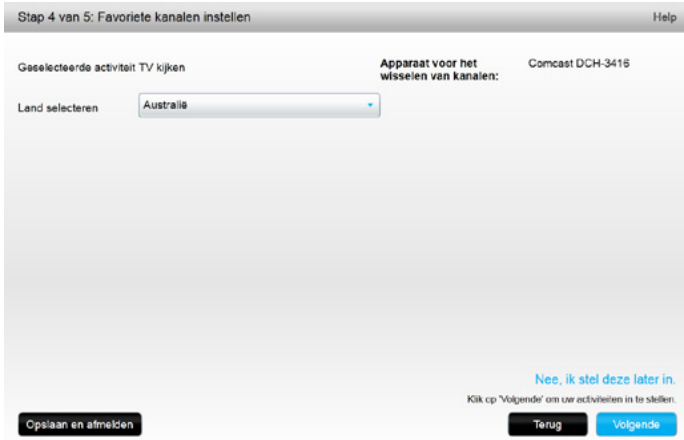 Stap 4 van 5: Favoriete kanalen instellen
Help
Geselecteerde activiteit TV kijken
Apparaat voor het wisselen van kanalen:
Comcast DCH-3416
Land selecteren
Australië
Nee, ik stel deze later in.
Klik op 'Volgende' om uw activiteiten in te stellen.
Opslaan en afmelden
Terug
Volgende